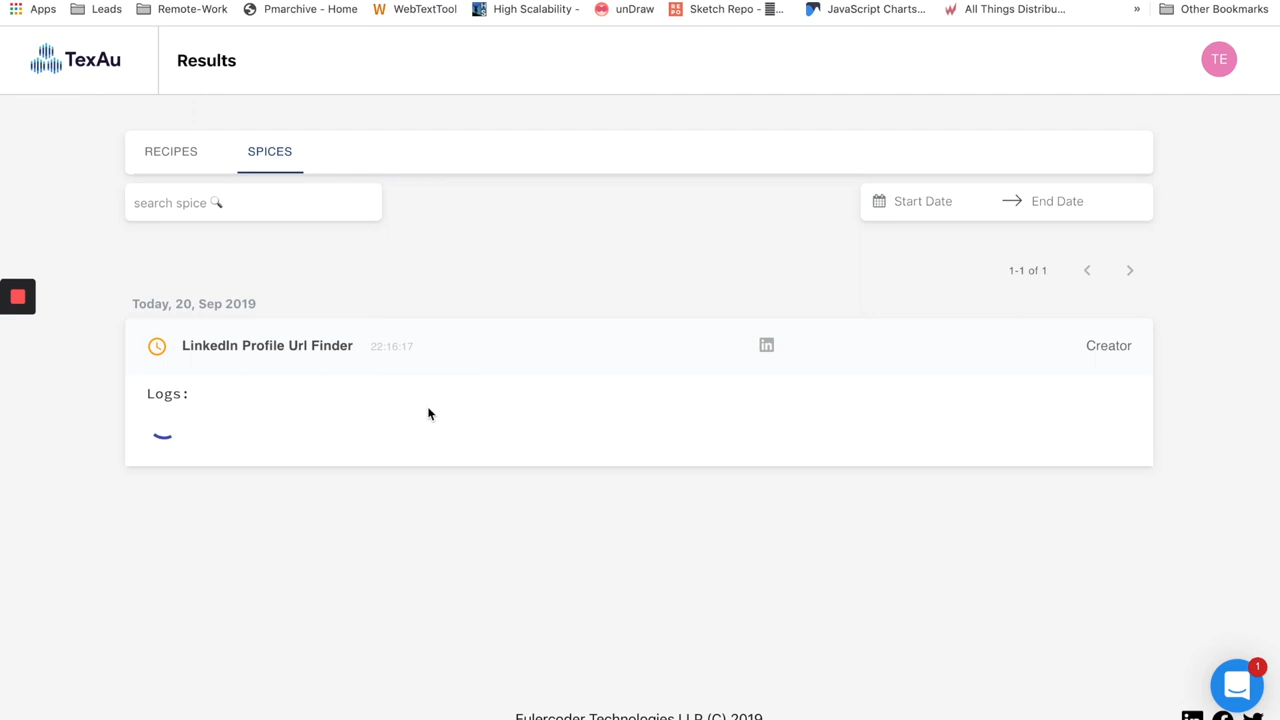 Apps Leads Remote-Work Pmarchive - Home WebTextTool High Scalability - unDraw Sketch Repo - ... JavaScript Charts... All Things Distribu... » Other Bookmarks
TexAu
Results
TE
RECIPES SPICES
search spice
Start Date End Date
1-1 of 1
Today, 20, Sep 2019
LinkedIn Profile Url Finder 22:16:17 in Creator
Logs:
1
Eulercoder Technologies LLP (C) 2019